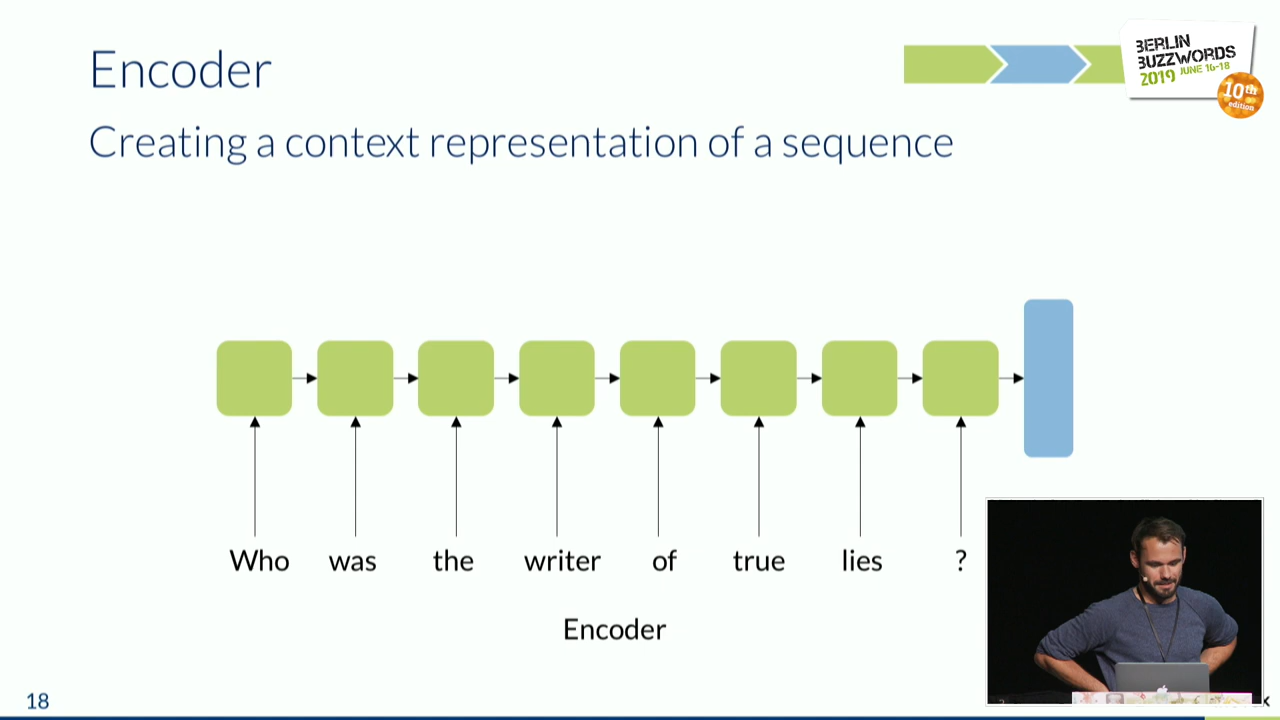 Encoder
Creating a context representation of a sequence
BERLIN
BUZZWORDS
2019 JUNE 16-18
10th
edition
Who was the writer of true lies ?
Encoder
18